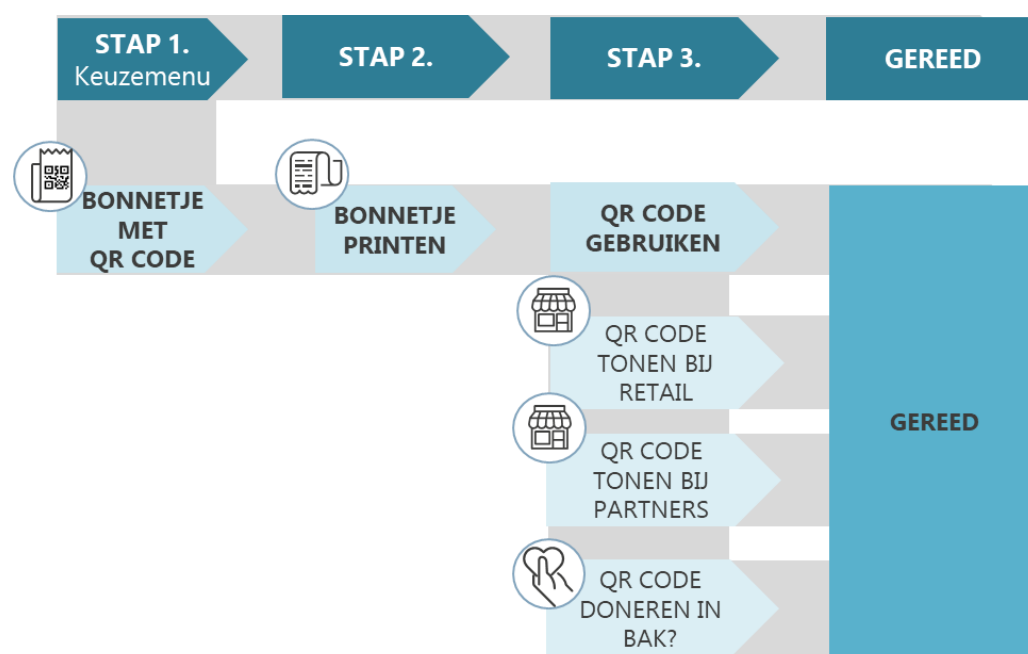 STAP 1.
Keuzemenu
STAP 2.
STAP 3.
GEREED
BONNETJE
MET
QR CODE
BONNETJE
PRINTEN
QR CODE
GEBRUIKEN
QR CODE
TONEN BIJ
RETAIL
QR CODE
TONEN BIJ
PARTNERS
QR CODE
DONEREN IN
BAK?
GEREED